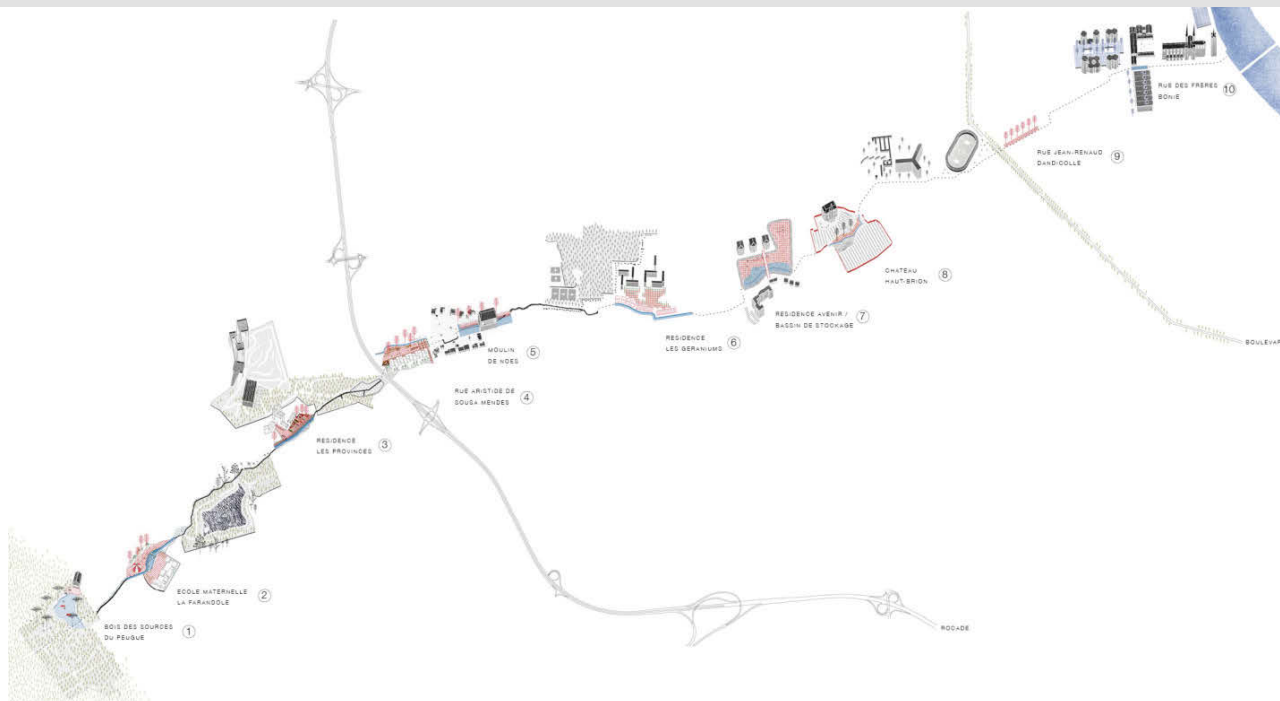 RUE DES FRÈRES
BONIE
10
RUE JEAN-RENAUD
DANDICOLLE
9
CHATEAU
HAUT-BRION
8
RESIDENCE AVENIR /
BASSIN DE STOCKAGE
7
RESIDENCE
LES GERANIUMS
6
BOULEVAR
MOULIN
DE NOES
5
RUE ARISTIDE DE
SOUSA MENDES
4
RESIDENCE
LES PROVINCES
3
ECOLE MATERNELLE
LA FARANDOLE
2
BOIS DES SOURCES
DU PEUGUE
1
ROCADE